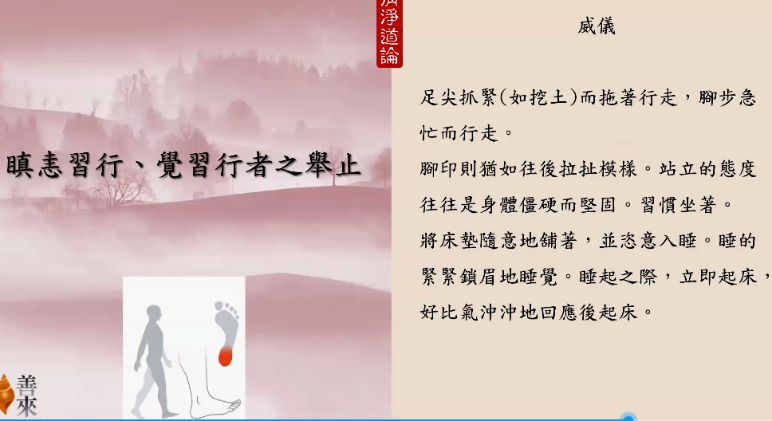 淨道論
瞋恚習行、覺習行者之舉止
善來
威儀
足尖抓緊(如挖土)而拖著行走，腳步急
忙而行走。
腳印則猶如往後拉扯模樣。站立的態度
往往是身體僵硬而堅固。習慣坐著。
將床墊隨意地舖著，並恣意入睡。睡的
緊緊鎖眉地睡覺。睡起之際，立即起床，
好比氣沖沖地回應後起床。